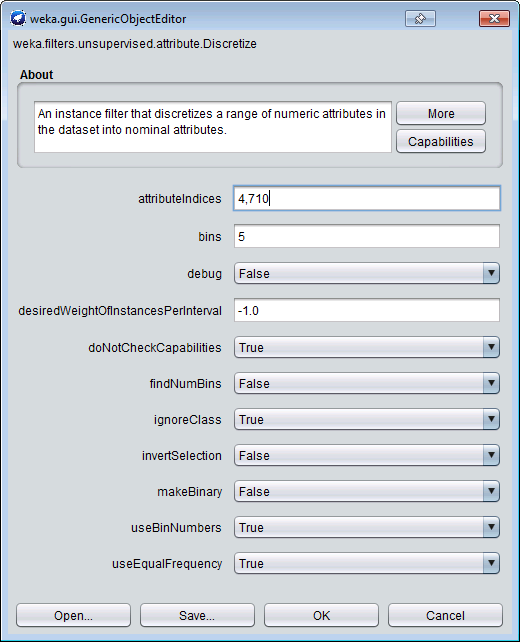 weka.gui.GenericObjectEditor
weka.filters.unsupervised.attribute.Discretize
About
An instance filter that discretizes a range of numeric attributes in
the dataset into nominal attributes.
More
Capabilities
attributeIndices 4,710
bins 5
debug False
desiredWeightOfInstancesPerInterval -1.0
doNotCheckCapabilities True
findNumBins False
ignoreClass True
invertSelection False
makeBinary False
useBinNumbers True
useEqualFrequency True
Open... Save... OK Cancel